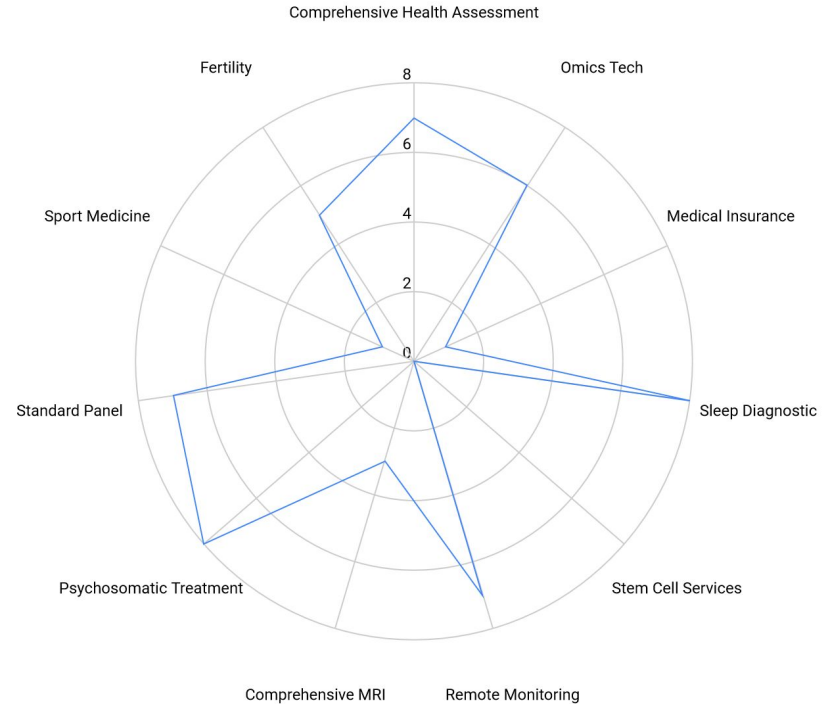 Comprehensive Health Assessment
Fertility
Omics Tech
8
6
Sport Medicine
Medical Insurance
4
2
0
Standard Panel
Sleep Diagnostic
Psychosomatic Treatment
Stem Cell Services
Comprehensive MRI
Remote Monitoring